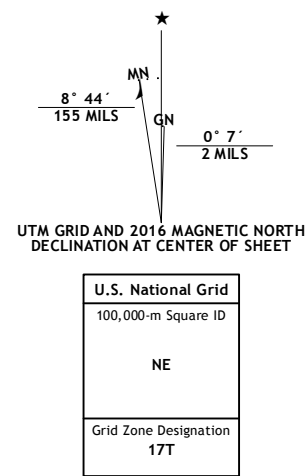 ★
MN
GN
8° 44´
155 MILS
0° 7´
2 MILS
UTM GRID AND 2016 MAGNETIC NORTH
DECLINATION AT CENTER OF SHEET
U.S. National Grid
100,000-m Square ID
NE
Grid Zone Designation
17T